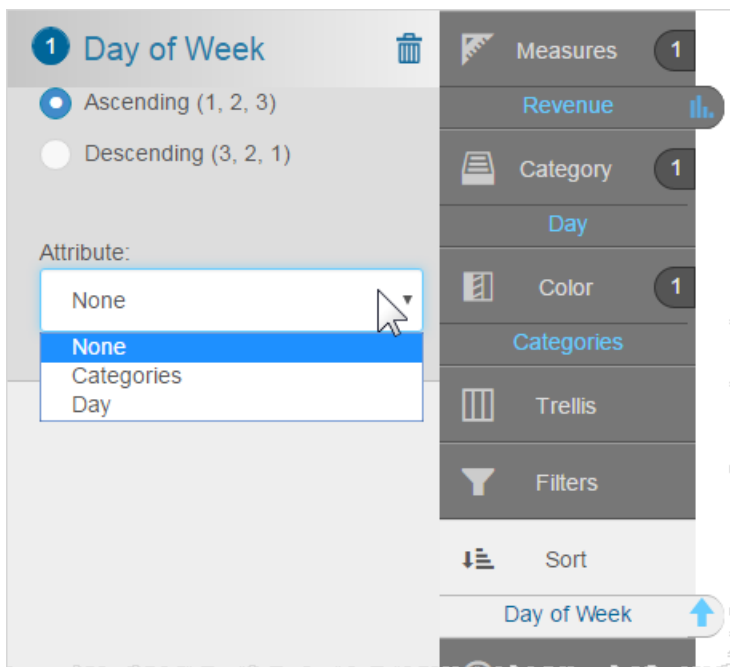 1 Day of Week
Ascending (1, 2, 3)
Descending (3, 2, 1)
Attribute:
None
None
Categories
Day
Measures 1
Revenue
Category 1
Day
Color 1
Categories
Trellis
Filters
Sort
Day of Week